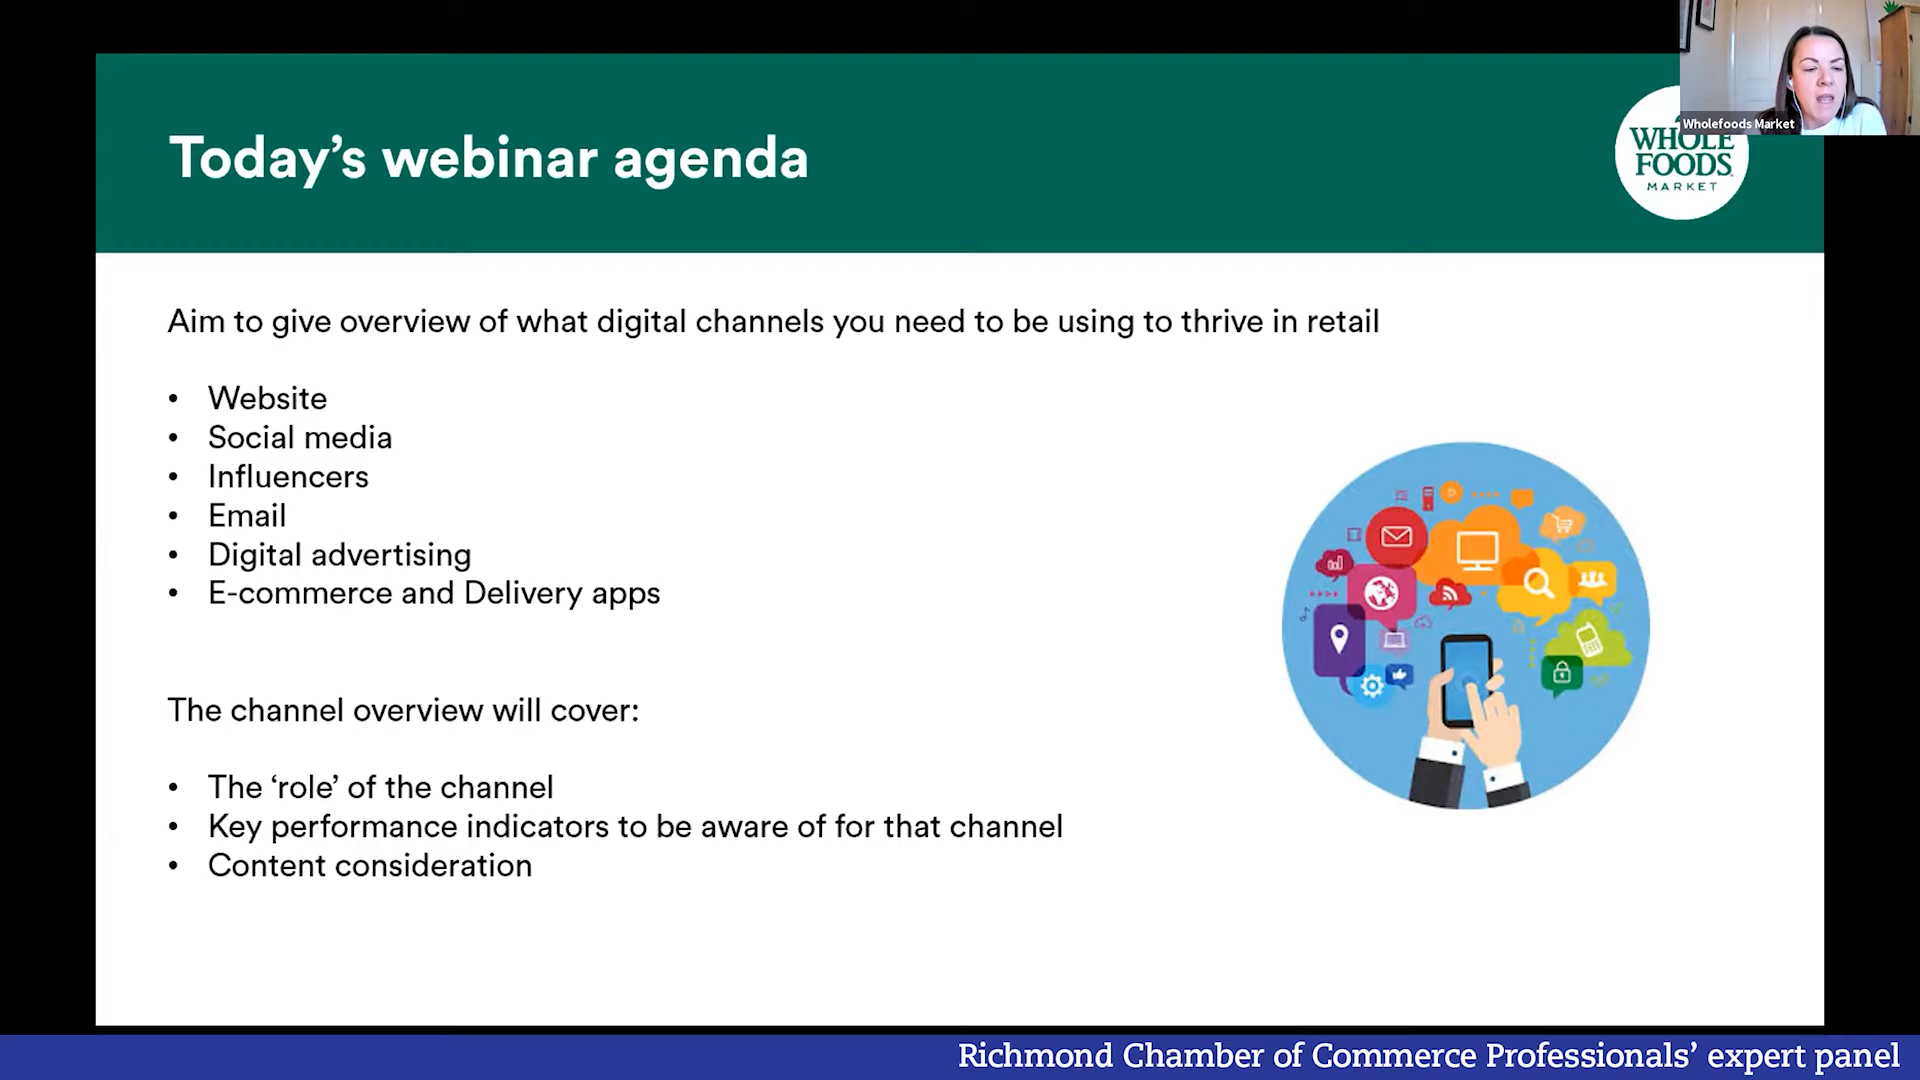 Wholefoods Market
Today’s webinar agenda
WHOLE
FOODS
MARKET
Aim to give overview of what digital channels you need to be using to thrive in retail
• Website
• Social media
• Influencers
• Email
• Digital advertising
• E-commerce and Delivery apps
The channel overview will cover:
• The ‘role’ of the channel
• Key performance indicators to be aware of for that channel
• Content consideration
Richmond Chamber of Commerce Professionals’ expert panel